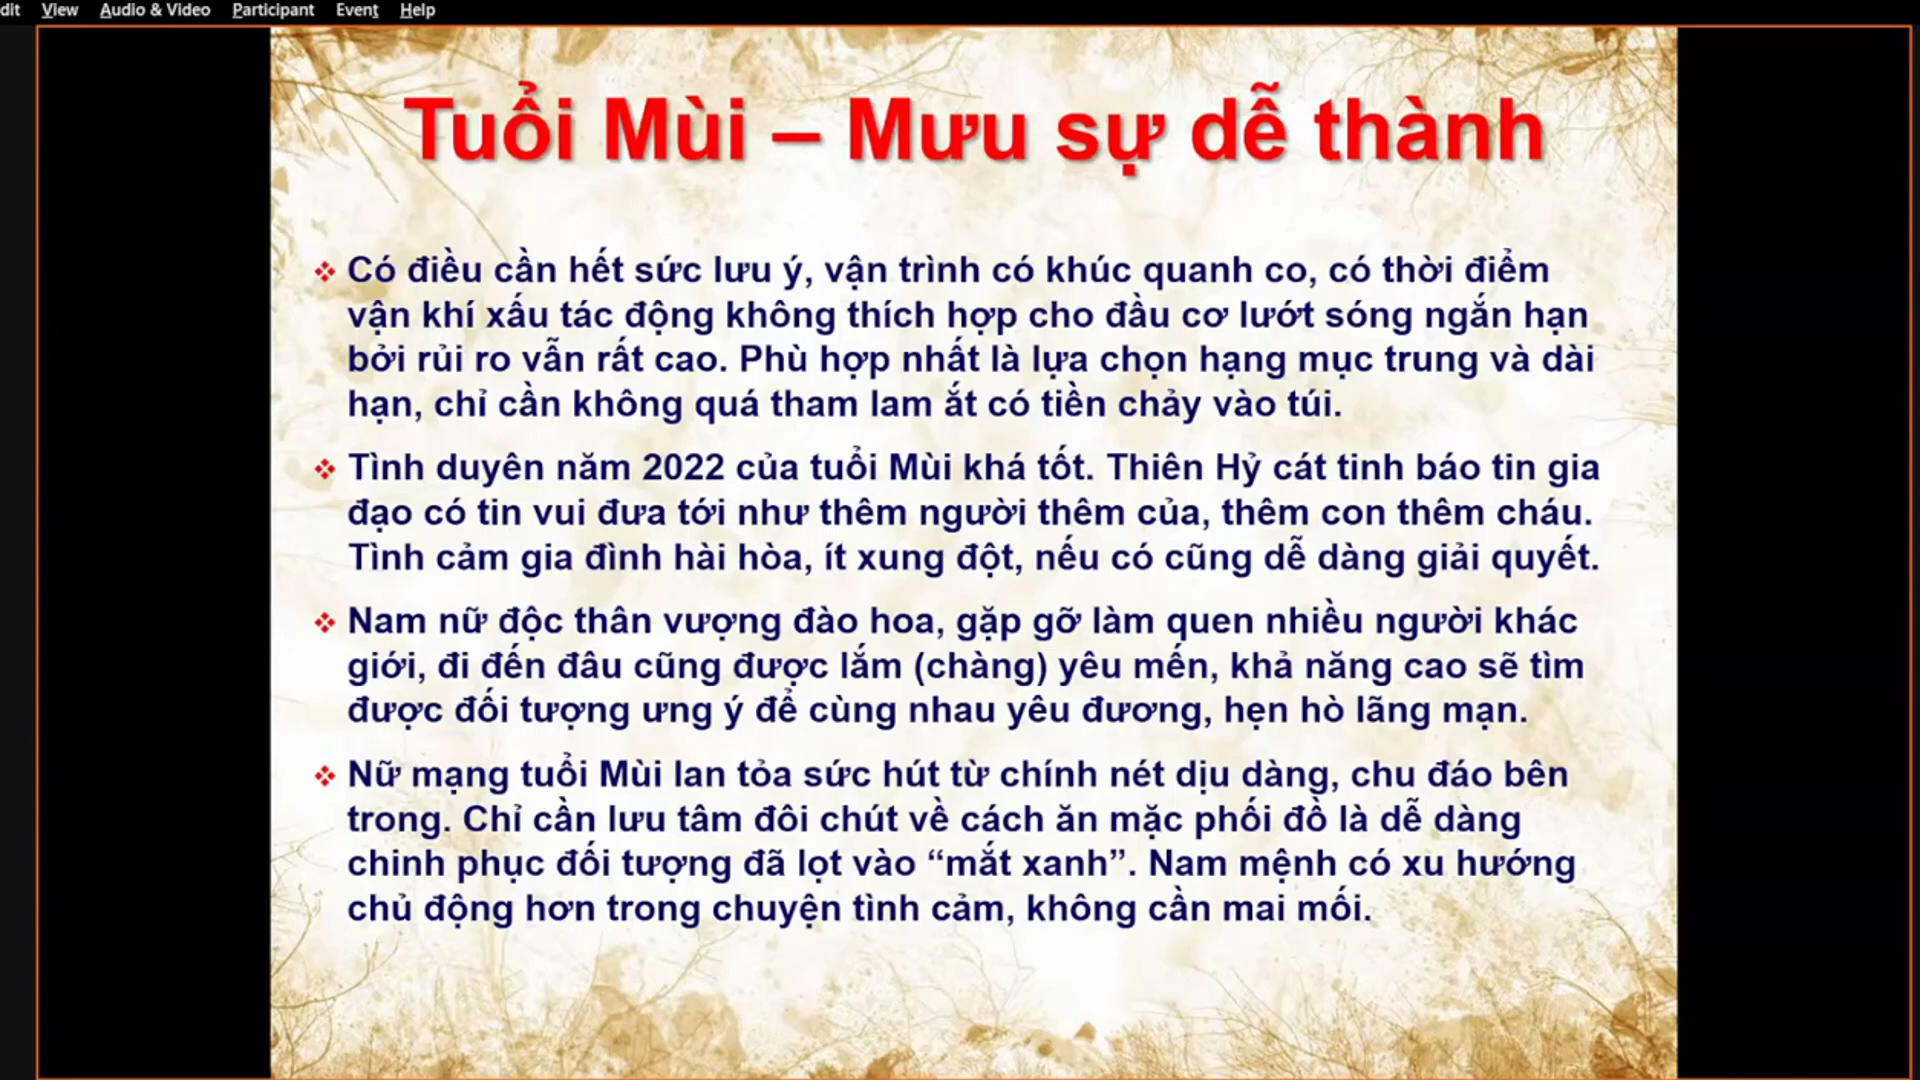 dit View Audio & Video Participant Event Help
Tuổi Mùi – Mưu sự dễ thành
Có điều cần hết sức lưu ý, vận trình có khúc quanh co, có thời điểm
vận khí xấu tác động không thích hợp cho đầu cơ lướt sóng ngắn hạn
bởi rủi ro vẫn rất cao. Phù hợp nhất là lựa chọn hạng mục trung và dài
hạn, chỉ cần không quá tham lam ắt có tiền chảy vào túi.
Tình duyên năm 2022 của tuổi Mùi khá tốt. Thiên Hỷ cát tinh báo tin gia
đạo có tin vui đưa tới như thêm người thêm của, thêm con thêm cháu.
Tình cảm gia đình hài hòa, ít xung đột, nếu có cũng dễ dàng giải quyết.
Nam nữ độc thân vượng đào hoa, gặp gỡ làm quen nhiều người khác
giới, đi đến đâu cũng được lắm (chàng) yêu mến, khả năng cao sẽ tìm
được đối tượng ưng ý để cùng nhau yêu đương, hẹn hò lãng mạn.
Nữ mạng tuổi Mùi lan tỏa sức hút từ chính nét dịu dàng, chu đáo bên
trong. Chỉ cần lưu tâm đôi chút về cách ăn mặc phối đồ là dễ dàng
chinh phục đối tượng đã lọt vào “mắt xanh”. Nam mệnh có xu hướng
chủ động hơn trong chuyện tình cảm, không cần mai mối.